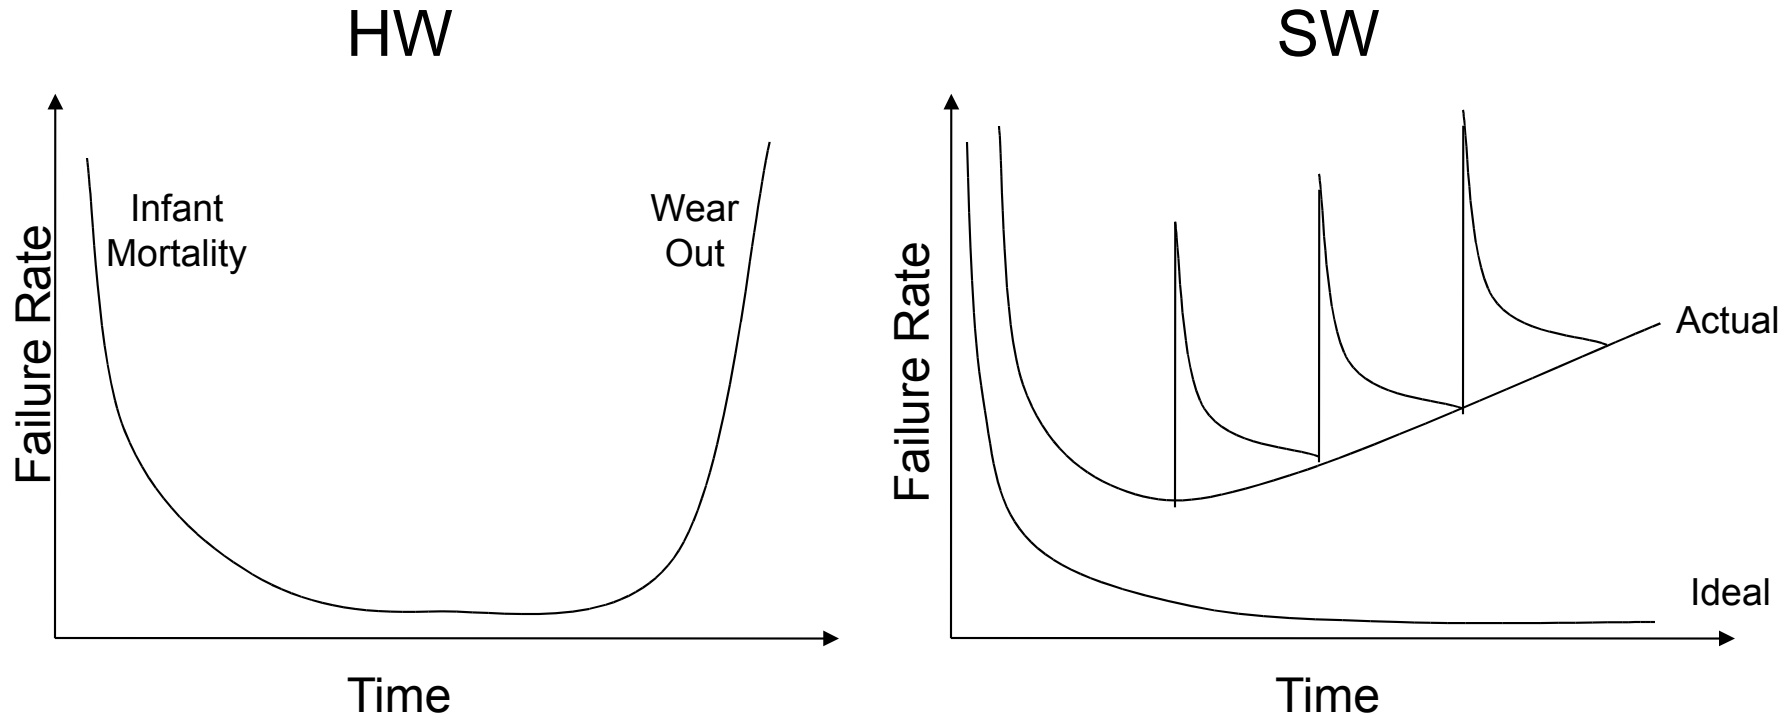 HW
Failure Rate
Infant
Mortality
Wear
Out
Time
SW
Failure Rate
Actual
Ideal
Time